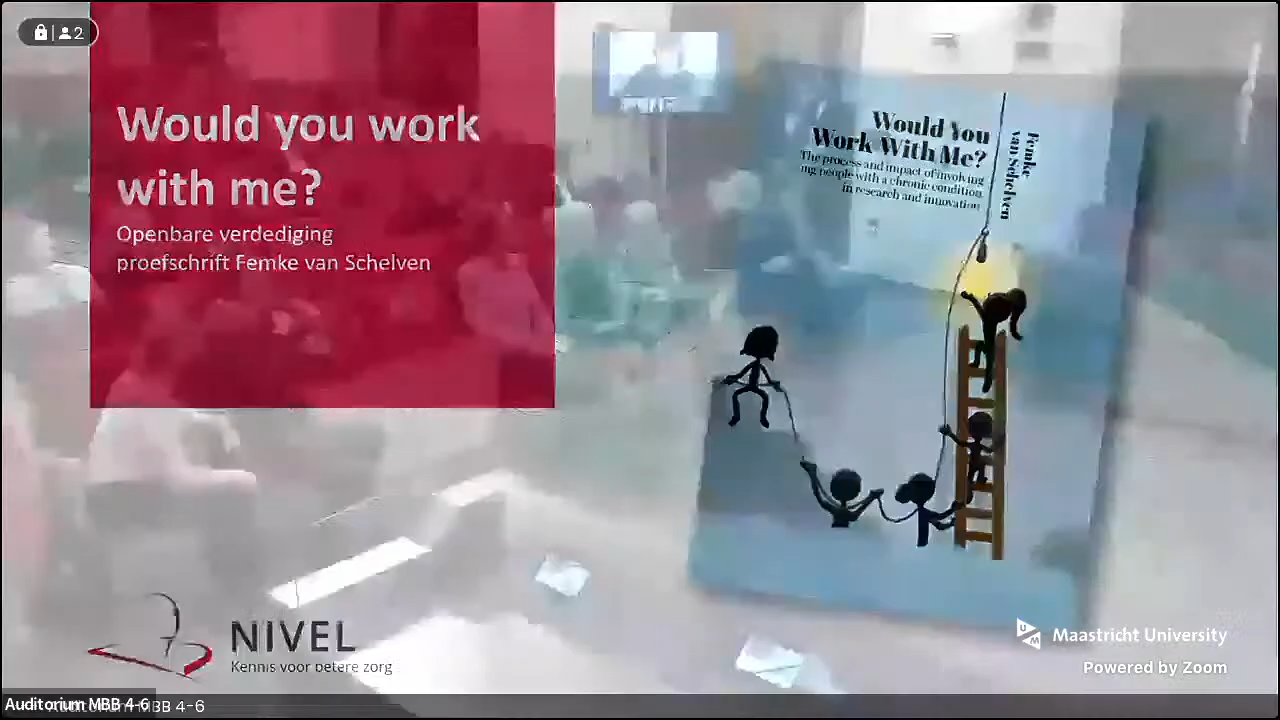 2
Would you work
with me?
Openbare verdediging
proefschrift Femke van Schelven
Would You
Work With Me?
The process and impact of involving
ng people with a chronic condition
in research and innovation
Femke
van Schelven
NIVEL
Kennis voor betere zorg
UM
Maastricht University
Powered by Zoom
Auditorium MBB 4-6